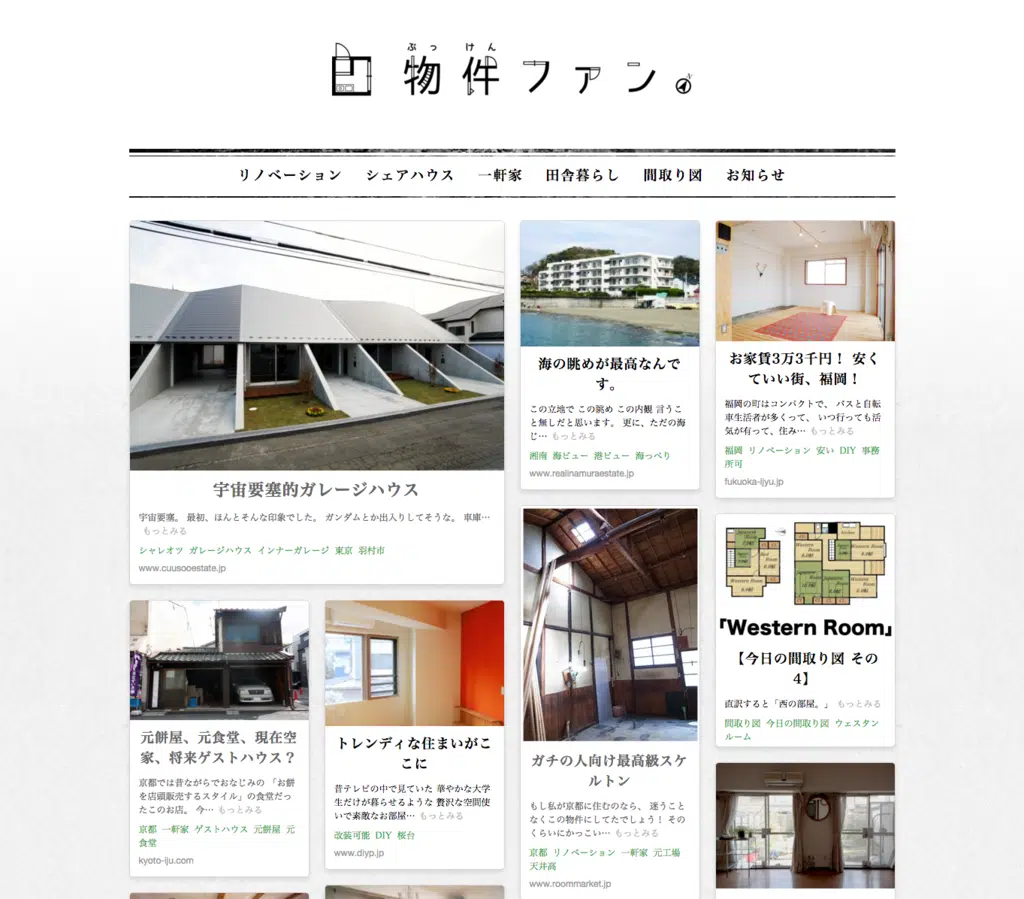 ぶっけん
物件ファン
リノベーション シェアハウス 一軒家 田舎暮らし 間取り図 お知らせ
宇宙要塞的ガレージハウス
宇宙要塞。 最初、ほんとそんな印象でした。 ガンダムとか出入りしてそうな。 車庫…
もっとみる
シャレオツ ガレージハウス インナーガレージ 東京 羽村市
www.cuusooestate.jp
海の眺めが最高なんで
す。
この立地で この眺め この内観 言うこ
と無しだと思います。 更に、ただの海
じ… もっとみる
湘南 海ビュー 港ビュー 海っぺり
www.realinamuraestate.jp
お家賃3万3千円！ 安く
ていい街、福岡！
福岡の町はコンパクトで、 バスと自転
車生活者が多くって、 いつ行っても活
気が有って、住み… もっとみる
福岡 リノベーション 安い DIY 事務
所可
fukuoka-ijyu.jp
元餅屋、元食堂、現在空
家、将来ゲストハウス？
京都では昔ながらでおなじみの 「お餅
を店頭販売するスタイル」の食堂だっ
たこのお店。 今… もっとみる
京都 一軒家 ゲストハウス 元餅屋 元
食堂
kyoto-iju.com
トレンディな住まいがこ
こに
昔テレビの中で見ていた 華やかな大学
生だけが暮らせるような 贅沢な空間使
いで素敵なお部屋… もっとみる
改装可能 DIY 桜台
www.diyp.jp
ガチの人向け最高級スケ
ルトン
もし私が京都に住むのなら、 迷うこと
なくこの物件にしてたでしょう！ その
くらいにかっこい… もっとみる
京都 リノベーション 一軒家 元工場
天井高
www.roommarket.jp
「Western Room」
【今日の間取り図 その
4】
直訳すると「西の部屋。」 もっとみる
間取り図 今日の間取り図 ウェスタン
ルーム